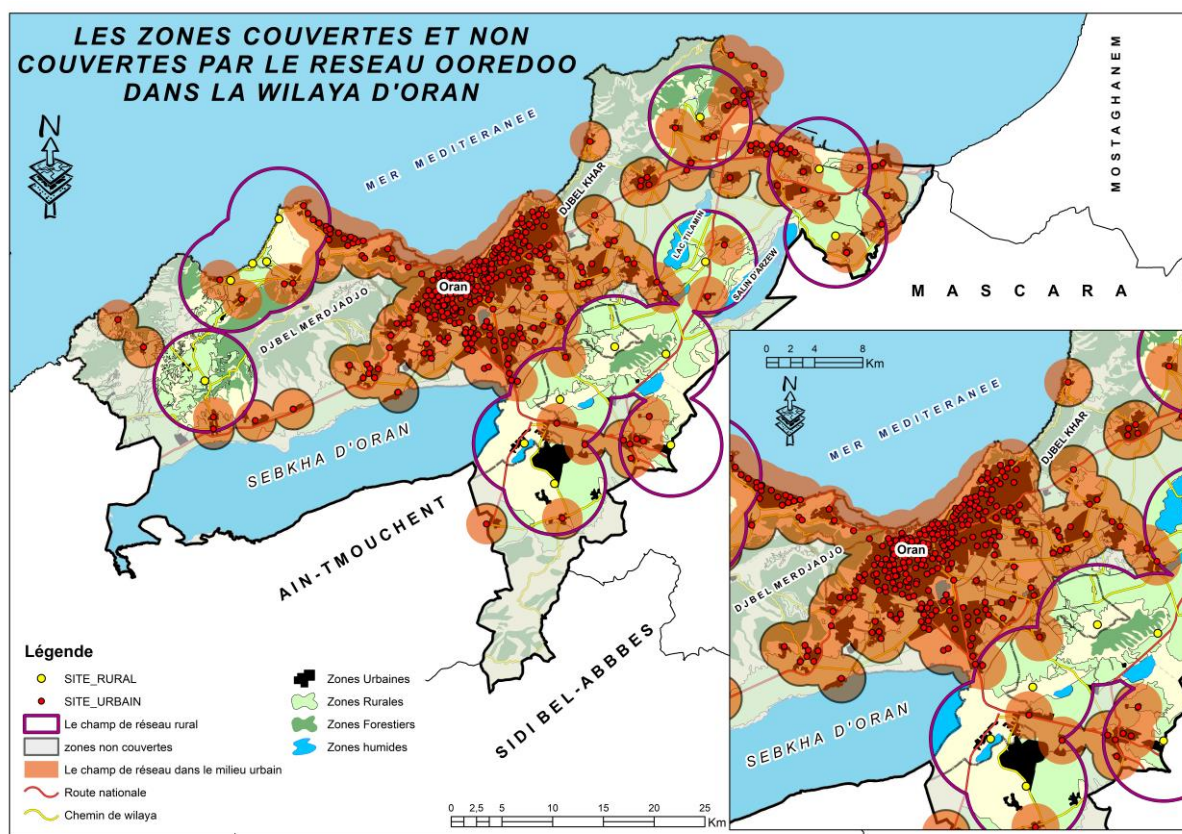 LES ZONES COUVERTES ET NON
COUVERTES PAR LE RESEAU OOREDOO
DANS LA WILAYA D'ORAN
N
MER MEDITERANEE
MOSTAGHANEM
DJBEL KHAR
LAC TILAMIN
SALIN D'ARZEW
Oran
DJBEL MERDJADJO
MASCARA
SEBKHA D'ORAN
AIN-TMOUCHENT
SIDI BEL-ABBBES
0 2 4 8
Km
N
MER MEDITERANEE
DJBEL KHAR
Oran
DJBEL MERDJADJO
SEBKHA D'ORAN
Légende
SITE_RURAL
SITE_URBAIN
Le champ de réseau rural
zones non couvertes
Le champ de réseau dans le milieu urbain
Route nationale
Chemin de wilaya
Zones Urbaines
Zones Rurales
Zones Forestiers
Zones humides
0 2,5 5 10 15 20 25
Km